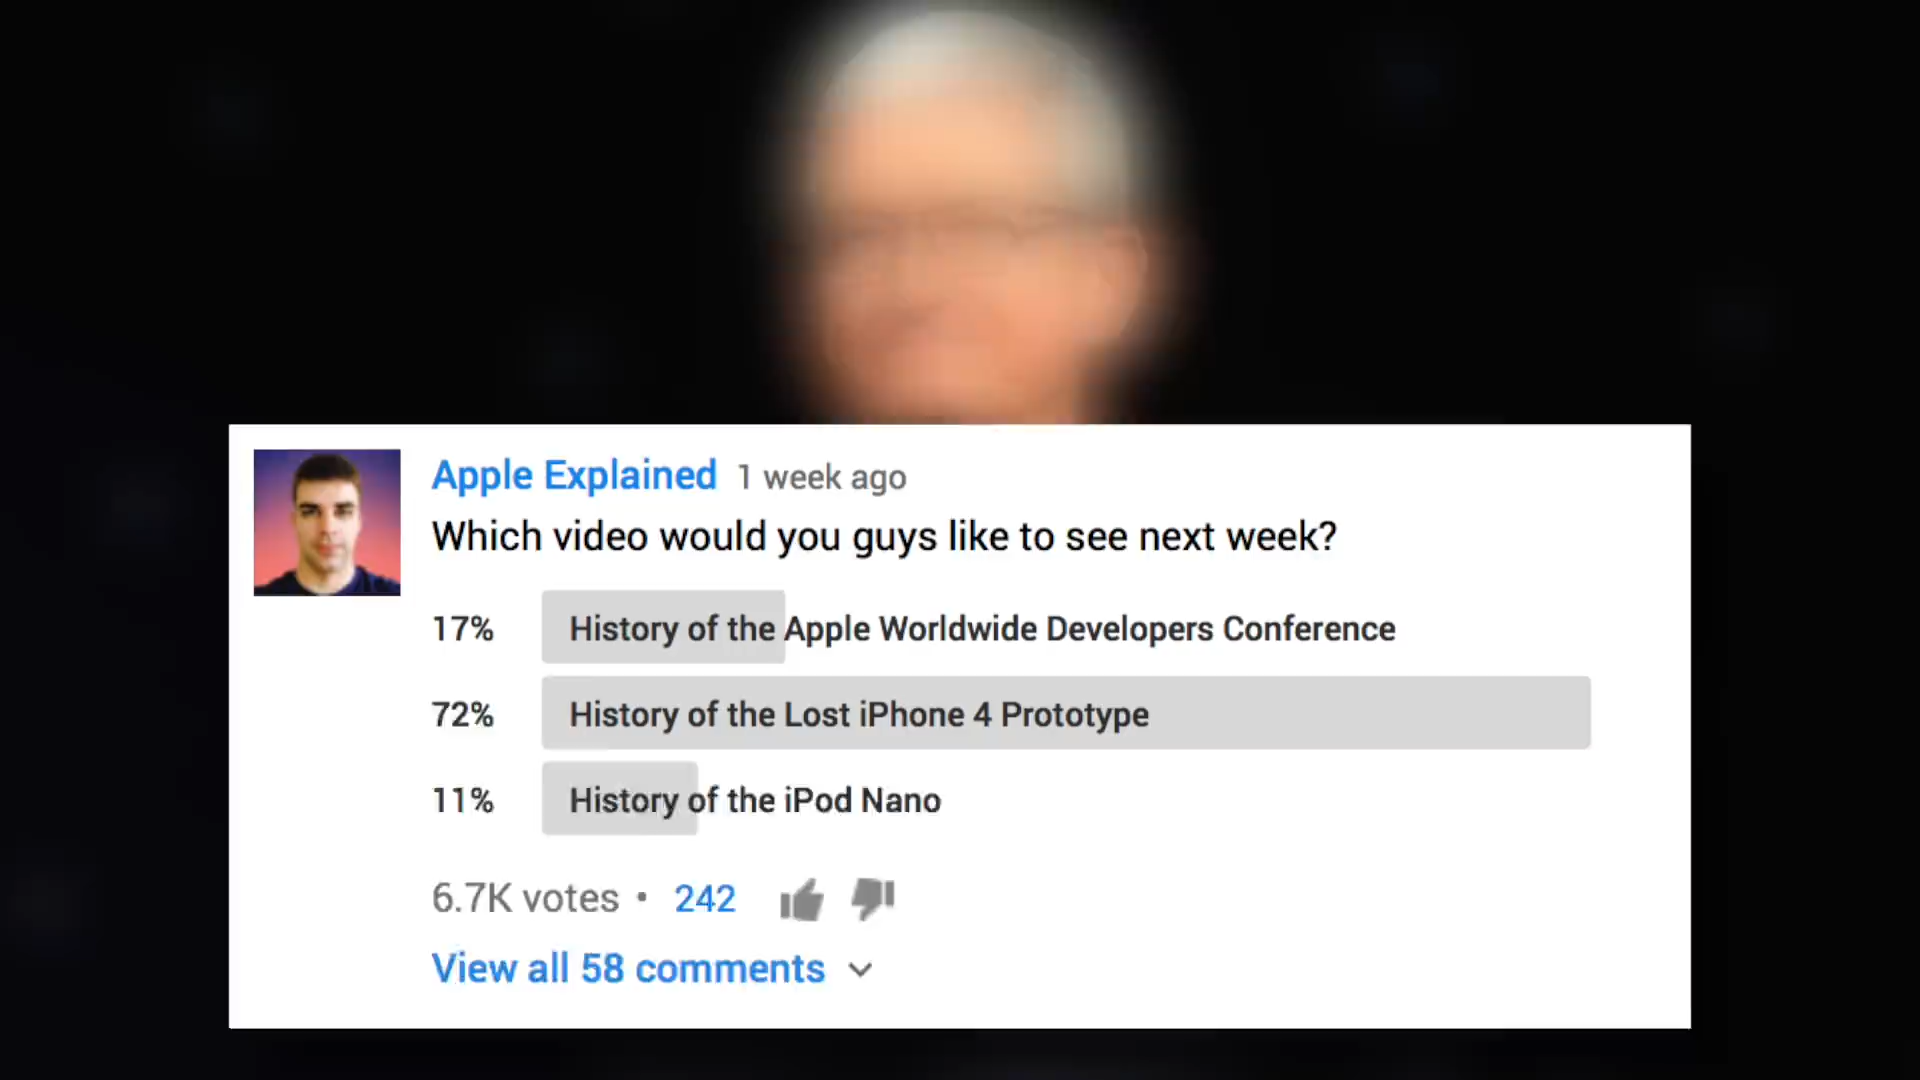 Apple Explained 1 week ago
Which video would you guys like to see next week?
17% History of the Apple Worldwide Developers Conference
72% History of the Lost iPhone 4 Prototype
11% History of the iPod Nano
6.7K votes • 242
View all 58 comments